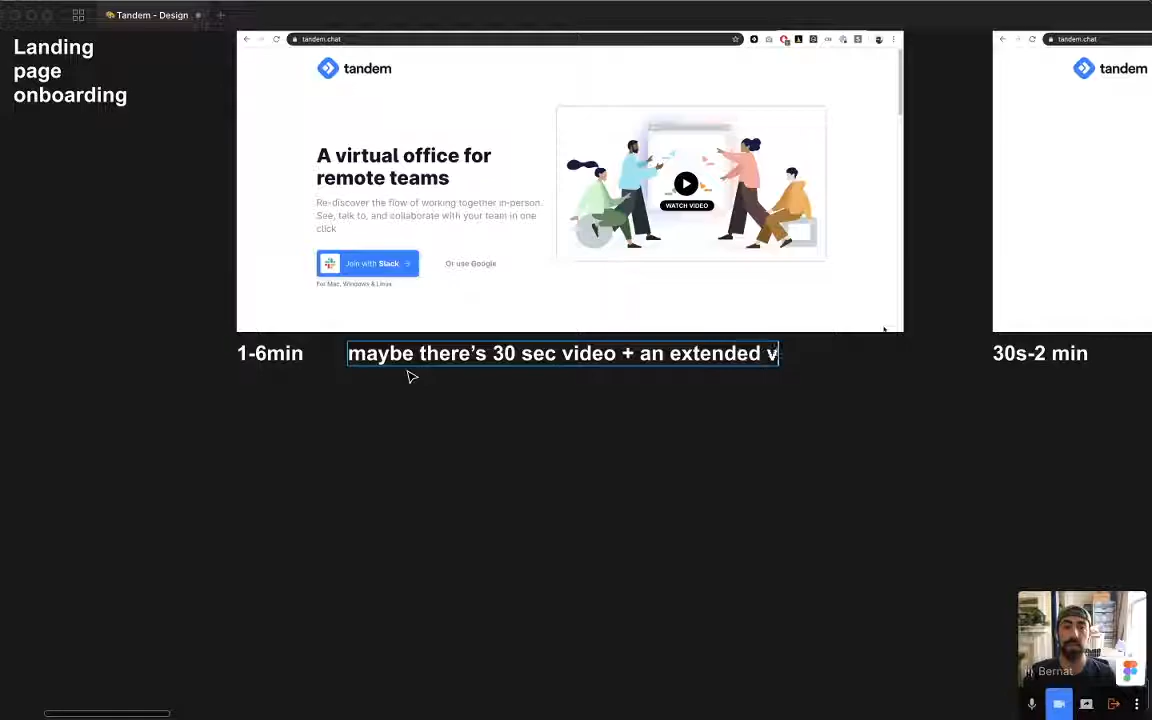 Tandem - Design
Landing
page
onboarding
tandem.chat
tandem
A virtual office for
remote teams
Re-discover the flow of working together in-person.
See, talk to, and collaborate with your team in one
click
Join with Slack →
Or use Google
For Mac, Windows & Linux
WATCH VIDEO
tandem.chat
tandem
1-6min
maybe there’s 30 sec video + an extended v
30s-2 min
Bernat